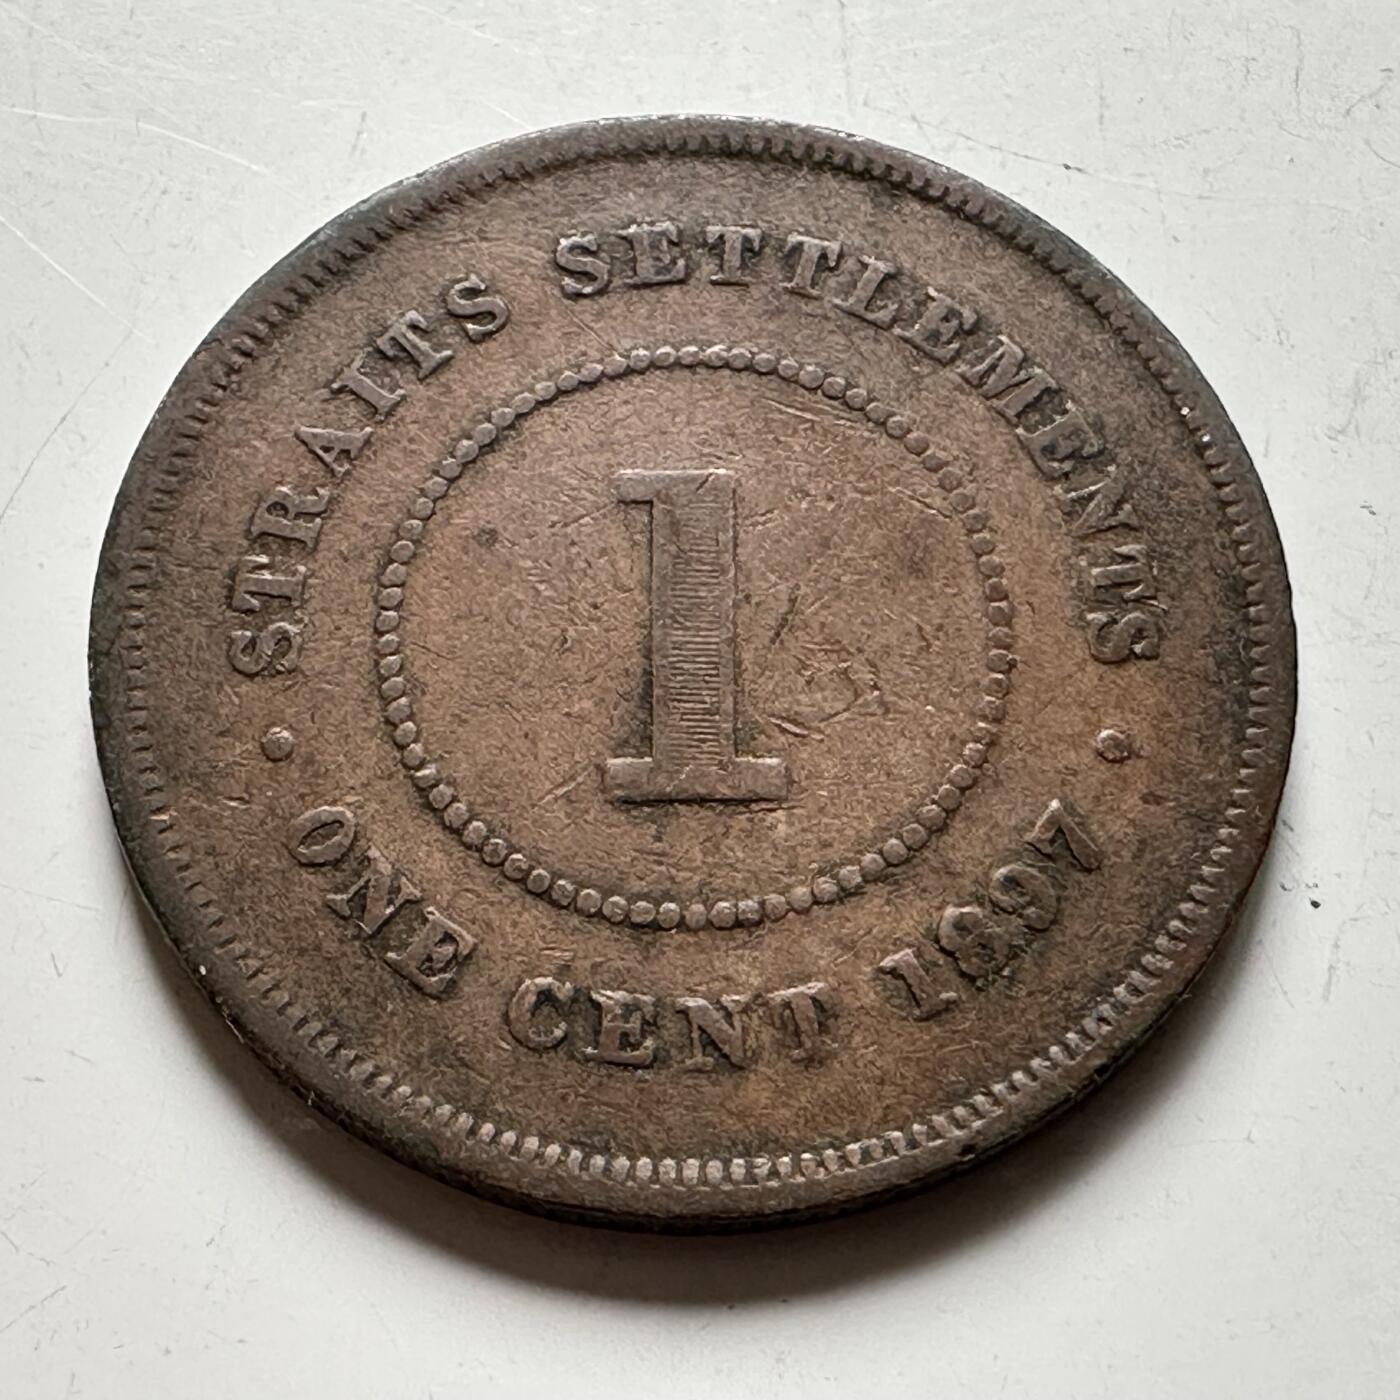 STRAITS SETTLEMENTS
1
ONE CENT 1897